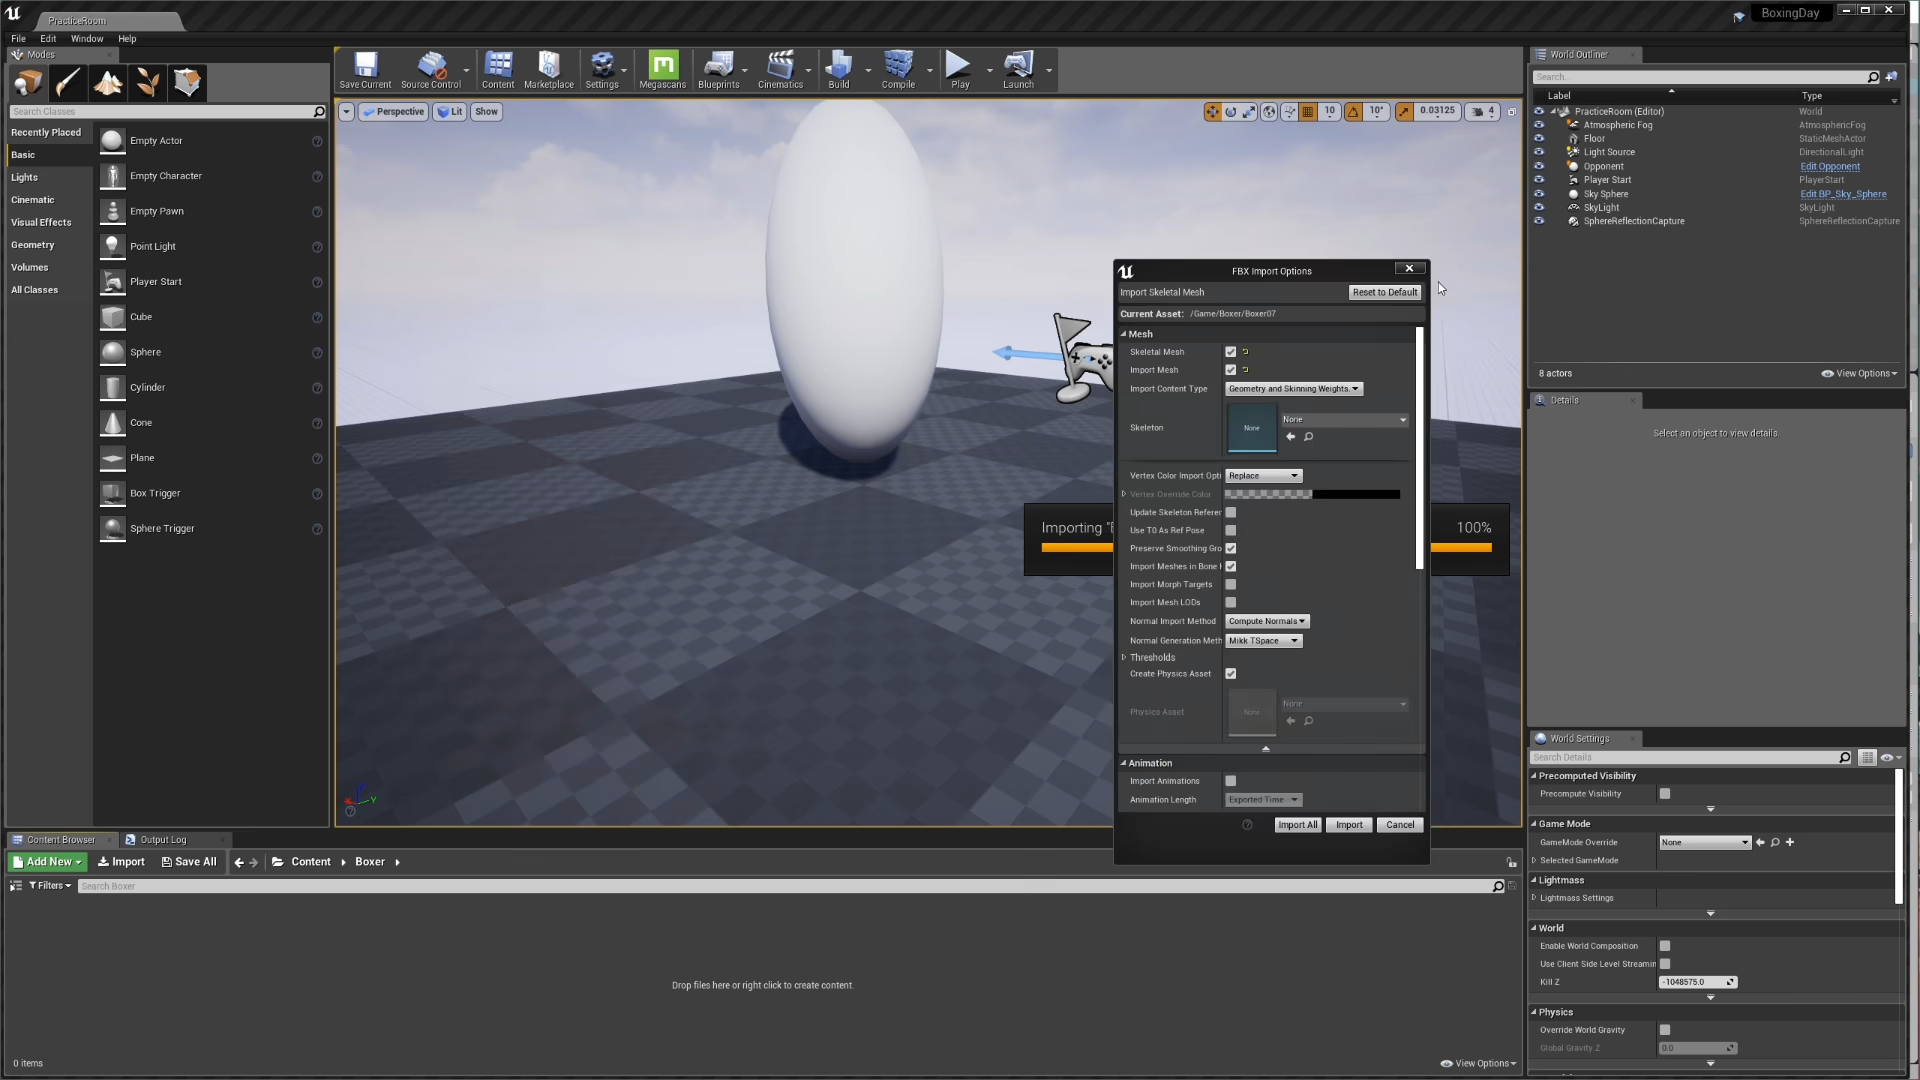 PracticeRoom
BoxingDay
File Edit Window Help
Modes
Search Classes
Recently Placed
Basic
Lights
Cinematic
Visual Effects
Geometry
Volumes
All Classes
Empty Actor
Empty Character
Empty Pawn
Point Light
Player Start
Cube
Sphere
Cylinder
Cone
Plane
Box Trigger
Sphere Trigger
Save Current Source Control Content Marketplace Settings Megascans Blueprints Cinematics Build Compile Play Launch
Perspective Lit Show
10 10° 0.03125 4
Importing "
100%
FBX Import Options
Import Skeletal Mesh Reset to Default
Current Asset: /Game/Boxer/Boxer07
Mesh
Skeletal Mesh
Import Mesh
Import Content Type Geometry and Skinning Weights.
Skeleton None None
Vertex Color Import Opti Replace
Vertex Override Color
Update Skeleton Referen
Use T0 As Ref Pose
Preserve Smoothing Gro
Import Meshes in Bone
Import Morph Targets
Import Mesh LODs
Normal Import Method Compute Normals
Normal Generation Meth Mikk TSpace
Thresholds
Create Physics Asset
Physics Asset None None
Animation
Import Animations
Animation Length Exported Time
Import All Import Cancel
World Outliner
Search...
Label Type
PracticeRoom (Editor) World
Atmospheric Fog AtmosphericFog
Floor StaticMeshActor
Light Source DirectionalLight
Opponent Edit Opponent
Player Start PlayerStart
Sky Sphere Edit BP_Sky_Sphere
SkyLight SkyLight
SphereReflectionCapture SphereReflectionCapture
8 actors View Options
Details
Select an object to view details.
World Settings
Search Details
Precomputed Visibility
Precompute Visibility
Game Mode
GameMode Override None
Selected GameMode
Lightmass
Lightmass Settings
World
Enable World Composition
Use Client Side Level Streamin
Kill Z -1048575.0
Physics
Override World Gravity
Global Gravity Z 0.0
Content Browser Output Log
Add New Import Save All Content Boxer
Filters Search Boxer
Drop files here or right click to create content.
0 items View Options